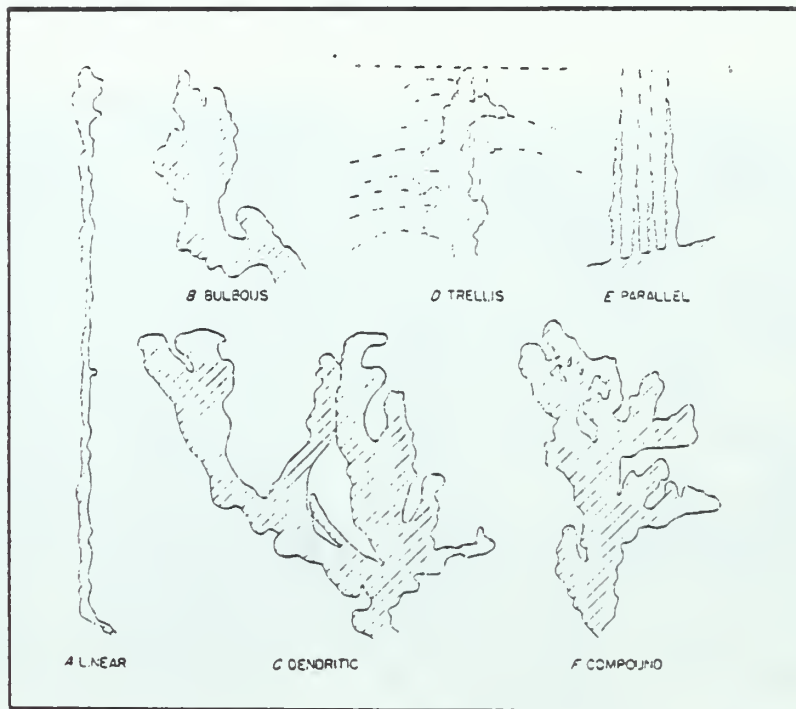 B BULBOUS
D TRELLIS
E PARALLEL
A LINEAR
C DENDRITIC
F COMPOUND